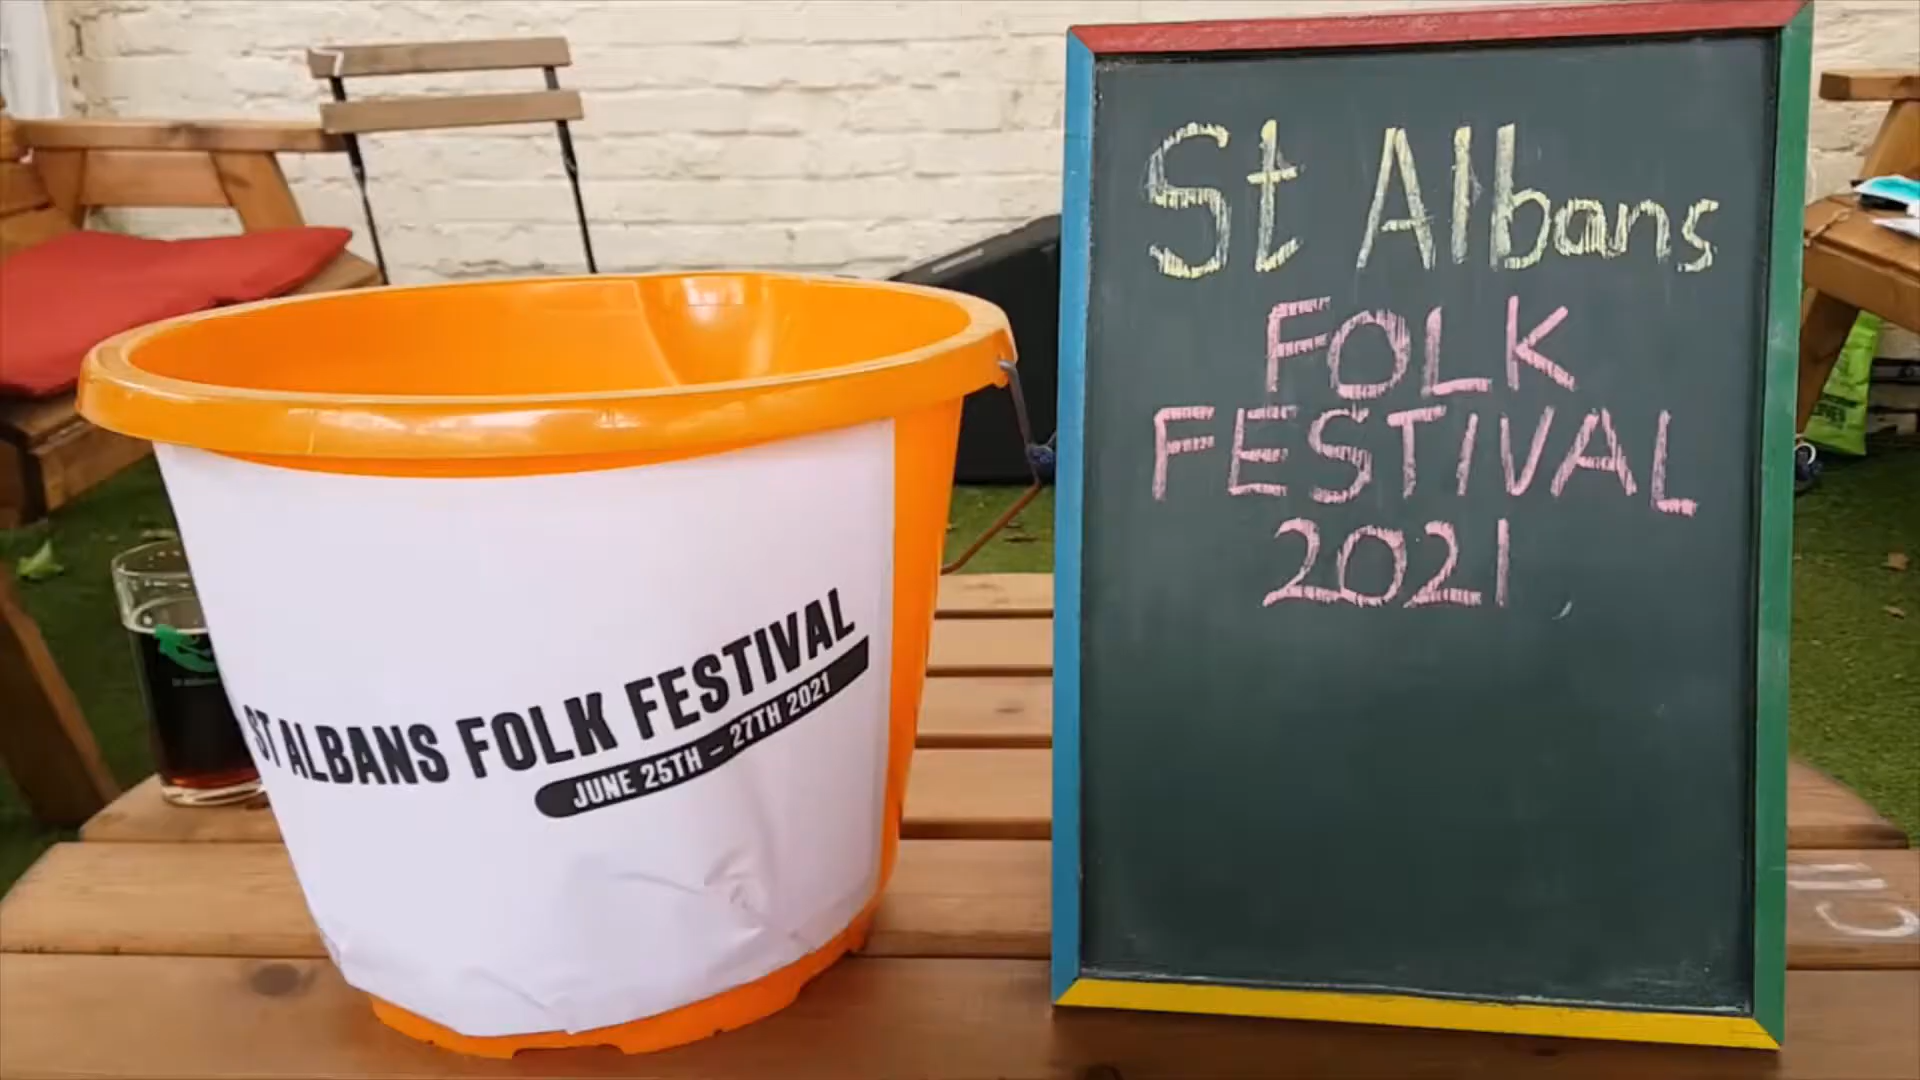 ST ALBANS FOLK FESTIVAL
JUNE 25TH – 27TH 2021
St Albans
FOLK
FESTIVAL
2021